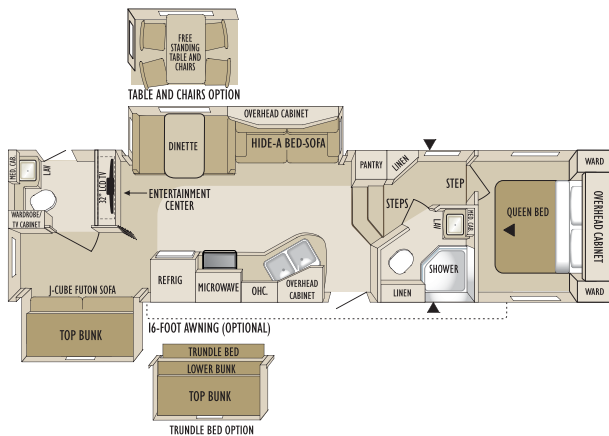 FREE
STANDING
TABLE AND
CHAIRS
TABLE AND CHAIRS OPTION
OVERHEAD CABINET
DINETTE
HIDE-A BED-SOFA
MED. CAB.
LAV
32" LCD TV
ENTERTAINMENT
CENTER
WARDROBE/
TV CABINET
PANTRY
LINEN
STEP
STEPS
WARD
QUEEN BED
OVERHEAD CABINET
WARD
LAV
MED. CAB.
SHOWER
LINEN
REFRIG
MICROWAVE
OHC.
OVERHEAD
CABINET
J-CUBE FUTON SOFA
TOP BUNK
16-FOOT AWNING (OPTIONAL)
TRUNDLE BED
LOWER BUNK
TOP BUNK
TRUNDLE BED OPTION